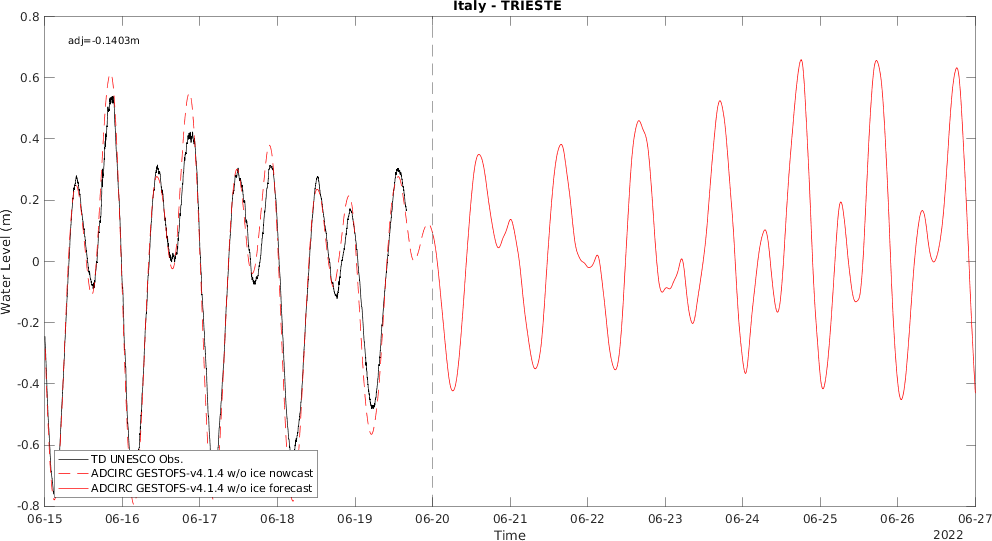 Italy - TRIESTE
adj=-0.1403m
0.8
0.6
0.4
0.2
0
-0.2
-0.4
-0.6
-0.8
Water Level (m)
TD UNESCO Obs.
ADCIRC GESTOFS-v4.1.4 w/o ice nowcast
ADCIRC GESTOFS-v4.1.4 w/o ice forecast
06-15 06-16 06-17 06-18 06-19 06-20 06-21 06-22 06-23 06-24 06-25 06-26 06-27
Time
2022